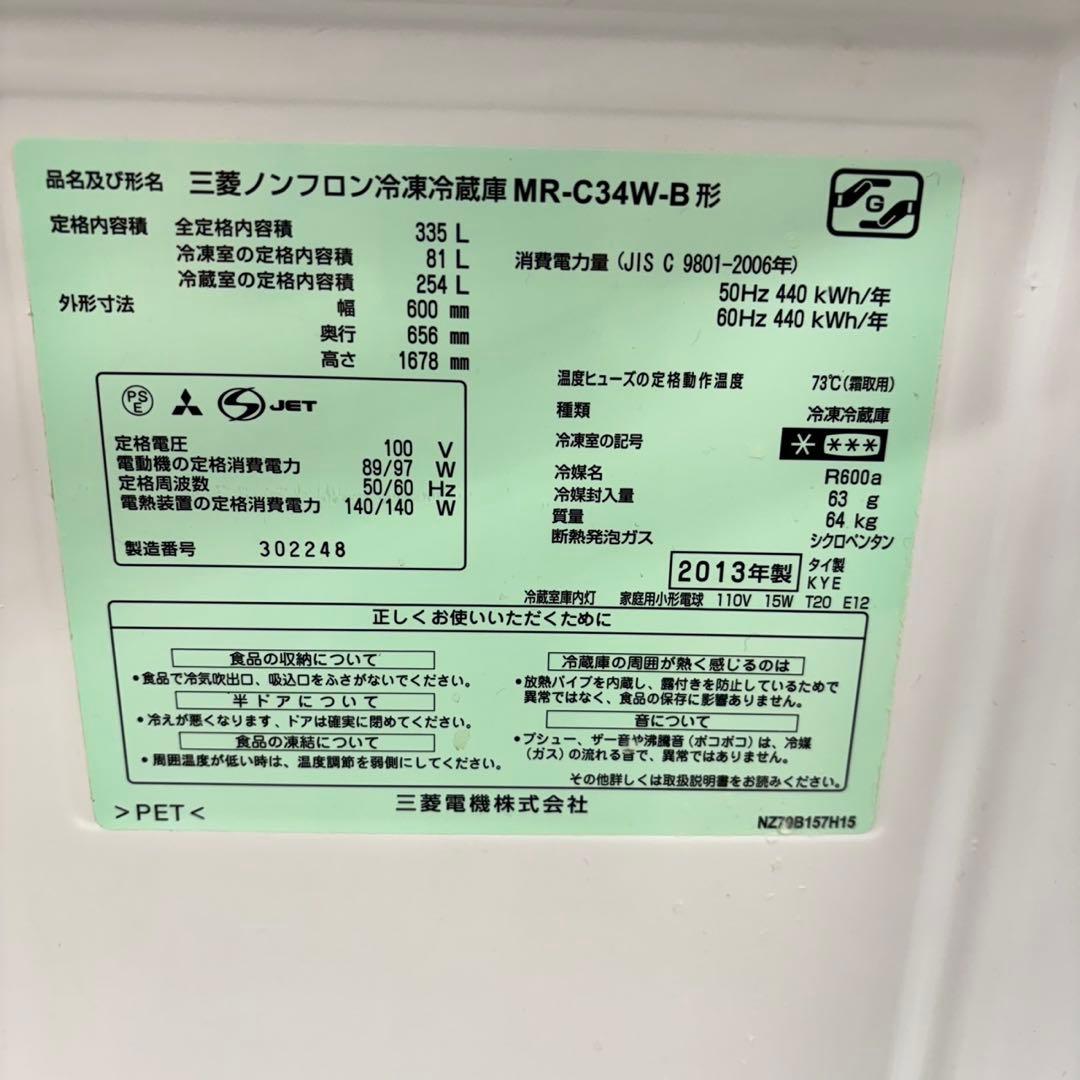 品名及び形名 三菱ノンフロン冷凍冷蔵庫 MR-C34W-B 形
G
定格内容積 全定格内容積 335 L
冷凍室の定格内容積 81 L
冷蔵室の定格内容積 254 L
外形寸法 幅 600 mm
奥行 656 mm
高さ 1678 mm
消費電力量 (JIS C 9801-2006年)
50Hz 440 kWh/年
60Hz 440 kWh/年
PS E JET
定格電圧 100 V
電動機の定格消費電力 89/97 W
定格周波数 50/60 Hz
電熱装置の定格消費電力 140/140 W
製造番号 302248
温度ヒューズの定格動作温度 73℃(霜取用)
種類 冷凍冷蔵庫
冷凍室の記号 * ***
冷媒名 R600a
冷媒封入量 63 g
質量 64 kg
断熱発泡ガス シクロペンタン
2013年製 タイ製
KYE
冷蔵室庫内灯 家庭用小形電球 110V 15W T20 E12
正しくお使いいただくために
食品の収納について
•食品で冷気吹出口、吸込口をふさがないでください。
半ドアについて
•冷えが悪くなります、ドアは確実に閉めてください。
食品の凍結について
•周囲温度が低い時は、温度調節を弱側にしてください。
冷蔵庫の周囲が熱く感じるのは
•放熱パイプを内蔵し、露付きを防止しているためで
異常ではなく、食品の保存に影響ありません。
音について
•プシュー、ザー音や沸騰音(ポコポコ)は、冷媒
(ガス)の流れる音で、異常ではありません。
その他詳しくは取扱説明書をお読みください。
>PET<
三菱電機株式会社
NZ79B157H15